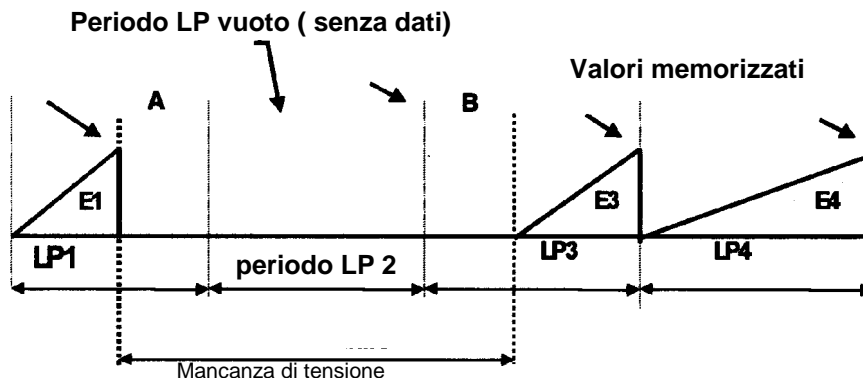 Periodo LP vuoto ( senza dati)
Valori memorizzati
A
B
E1
E3
E4
LP1
periodo LP 2
LP3
LP4
Mancanza di tensione